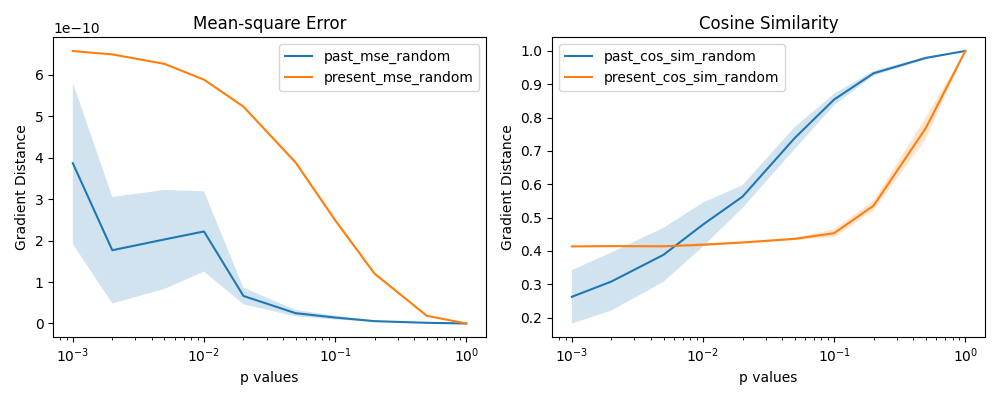 Mean-square Error
1e−10
past_mse_random
present_mse_random
6
5
4
3
2
1
0
Gradient Distance
10⁻³
10⁻²
10⁻¹
10⁰
p values
Cosine Similarity
past_cos_sim_random
present_cos_sim_random
1.0
0.9
0.8
0.7
0.6
0.5
0.4
0.3
0.2
Gradient Distance
10⁻³
10⁻²
10⁻¹
10⁰
p values